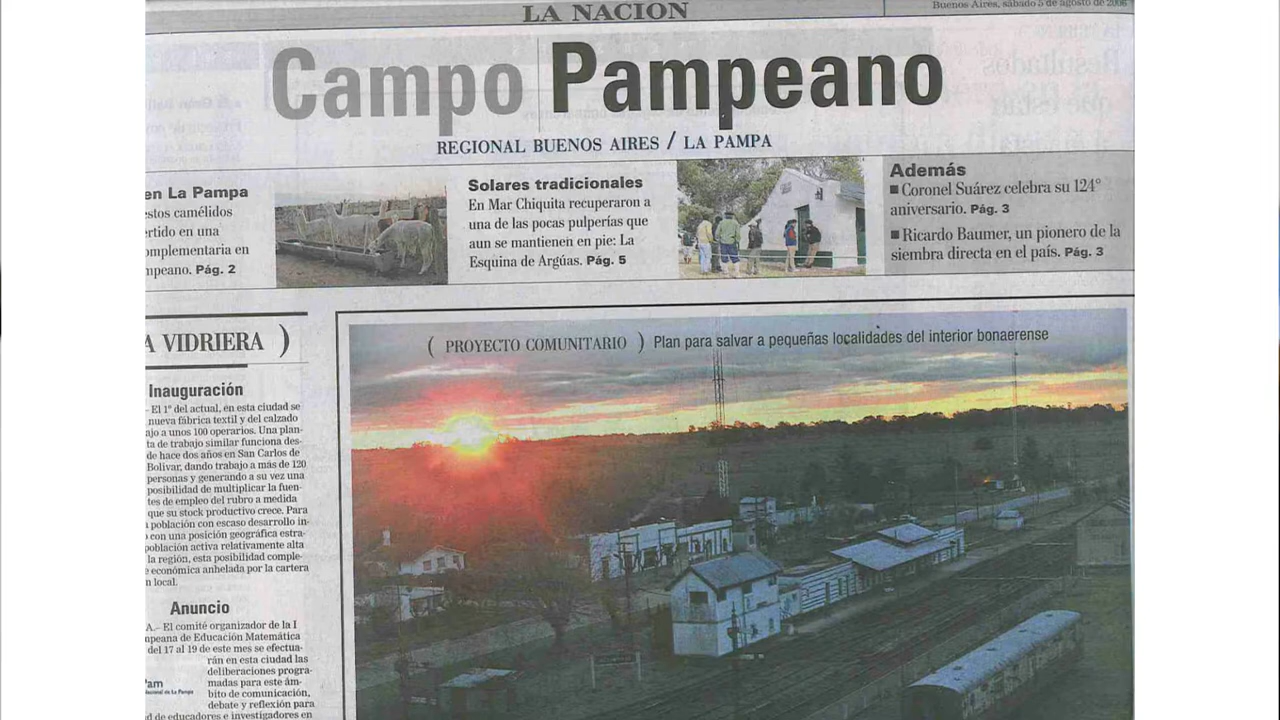 LA NACION
Buenos Aires, sábado 5 de agosto de 2006
Campo Pampeano
REGIONAL BUENOS AIRES / LA PAMPA
en La Pampa
estos camélidos
ertido en una
omplementaria en
mpeano. Pág. 2
Solares tradicionales
En Mar Chiquita recuperaron a
una de las pocas pulperías que
aun se mantienen en pie: La
Esquina de Argúas. Pág. 5
Además
■ Coronel Suárez celebra su 124°
aniversario. Pág. 3
■ Ricardo Baumer, un pionero de la
siembra directa en el país. Pág. 3
A VIDRIERA )
Inauguración
- El 1° del actual, en esta ciudad se
nueva fábrica textil y del calzado
ajo a unos 100 operarios. Una plan-
ta de trabajo similar funciona des-
de hace dos años en San Carlos de
Bolívar, dando trabajo a más de 120
personas y generando a su vez una
posibilidad de multiplicar la fuen-
tes de empleo del rubro a medida
que su stock productivo crece. Para
población con escaso desarrollo in-
con una posición geográfica estra-
población activa relativamente alta
la región, esta posibilidad comple-
e económica anhelada por la cartera
n local.
Anuncio
A.- El comité organizador de la I
mpeana de Educación Matemática
del 17 al 19 de este mes se efectua-
rán en esta ciudad las
deliberaciones progra-
madas para este ám-
bito de comunicación,
debate y reflexión para
d de educadores e investigadores en
Pam
Nacional de La Pampa
( PROYECTO COMUNITARIO ) Plan para salvar a pequeñas localidades del interior bonaerense